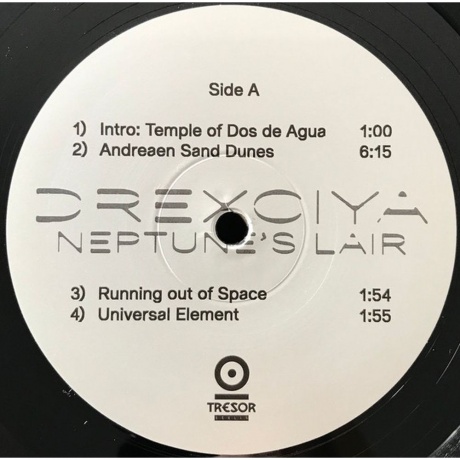 Side A
1) Intro: Temple of Dos de Agua 1:00
2) Andreaen Sand Dunes 6:15
DREXCIYA
NEPTUNE'S LAIR
3) Running out of Space 1:54
4) Universal Element 1:55
TRESOR
BERLIN